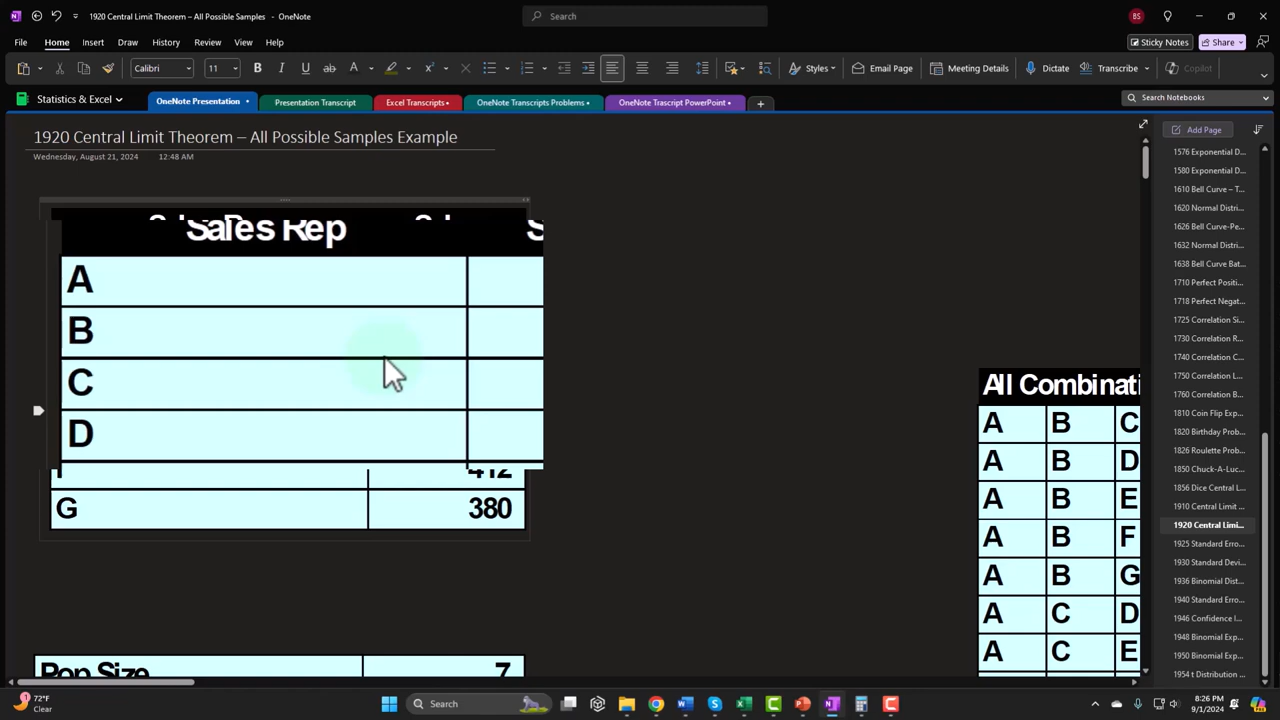 1920 Central Limit Theorem – All Possible Samples - OneNote
Search
BS
File
Home
Insert
Draw
History
Review
View
Help
Sticky Notes
Share
Calibri
11
B
I
U
ab
A
Styles
Email Page
Meeting Details
Dictate
Transcribe
Copilot
Statistics & Excel
OneNote Presentation
Presentation Transcript
Excel Transcripts
OneNote Transcripts Problems
OneNote Trascript PowerPoint
Search Notebooks
1920 Central Limit Theorem – All Possible Samples Example
Wednesday, August 21, 2024
12:48 AM
Sales Rep
A
B
C
D
412
G
380
Pop Size
7
All Combinati
A B C
A B D
A B E
A B F
A B G
A C D
A C E
Add Page
1576 Exponential D...
1580 Exponential D...
1610 Bell Curve – T...
1620 Normal Distri...
1626 Bell Curve-Pe...
1632 Normal Distri...
1638 Bell Curve Bat...
1710 Perfect Positi...
1718 Perfect Negat...
1725 Correlation Si...
1730 Correlation R...
1740 Correlation C...
1750 Correlation L...
1760 Correlation B...
1810 Coin Flip Exp...
1820 Birthday Prob...
1826 Roulette Prob...
1850 Chuck-A-Luc...
1856 Dice Central L...
1910 Central Limit ...
1920 Central Limi...
1925 Standard Erro...
1930 Standard Devi...
1936 Binomial Dist...
1940 Standard Erro...
1946 Confidence I...
1948 Binomial Exp...
1950 Binomial Exp...
1954 t Distribution ...
72°F
Clear
Search
8:26 PM
9/1/2024